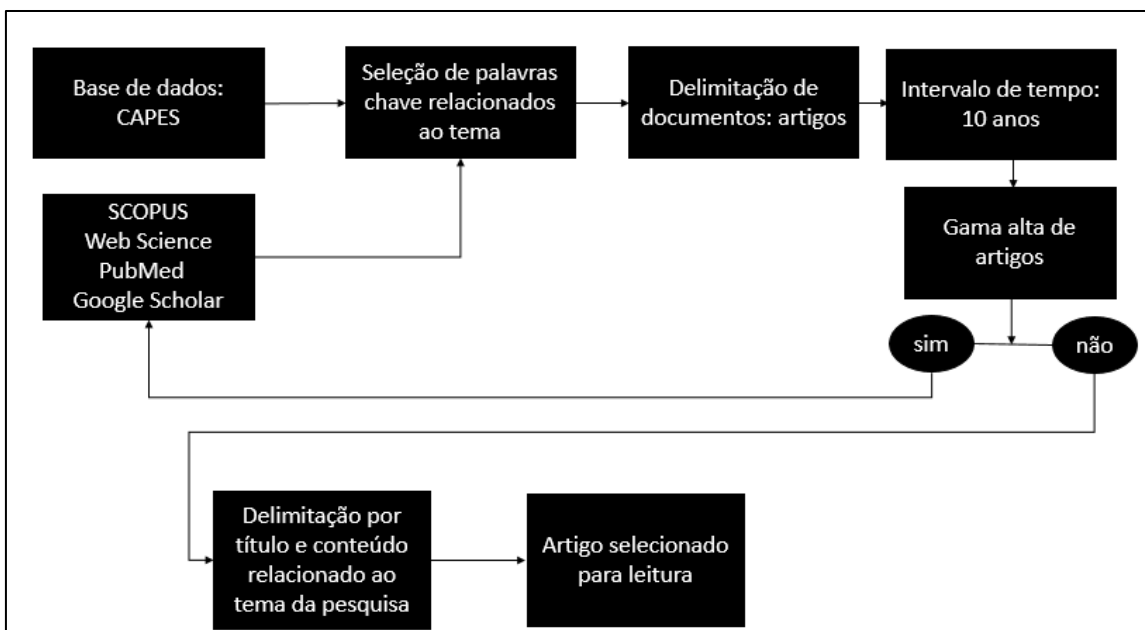 Base de dados:
CAPES
Seleção de palavras
chave relacionados
ao tema
Delimitação de
documentos: artigos
Intervalo de tempo:
10 anos
SCOPUS
Web Science
PubMed
Google Scholar
Gama alta de
artigos
sim
não
Delimitação por
título e conteúdo
relacionado ao
tema da pesquisa
Artigo selecionado
para leitura